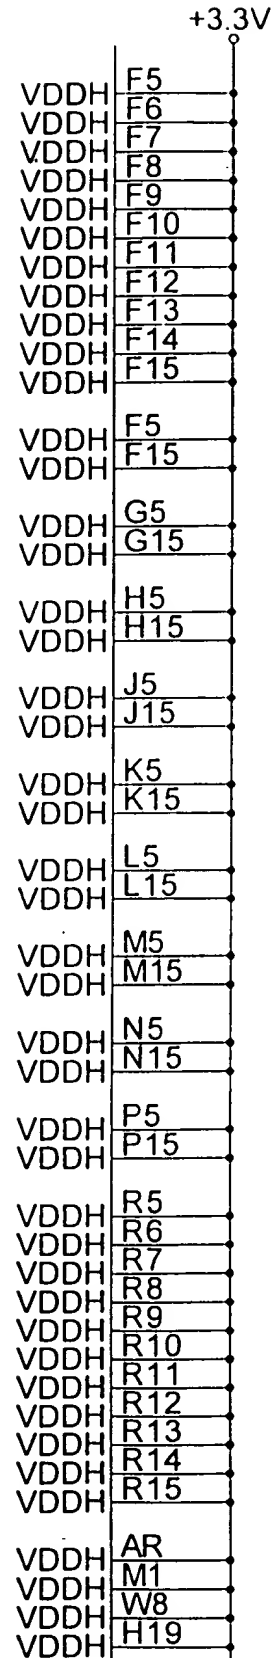 +3.3V
VDDH F5
VDDH F6
VDDH F7
VDDH F8
VDDH F9
VDDH F10
VDDH F11
VDDH F12
VDDH F13
VDDH F14
VDDH F15
VDDH F5
VDDH F15
VDDH G5
VDDH G15
VDDH H5
VDDH H15
VDDH J5
VDDH J15
VDDH K5
VDDH K15
VDDH L5
VDDH L15
VDDH M5
VDDH M15
VDDH N5
VDDH N15
VDDH P5
VDDH P15
VDDH R5
VDDH R6
VDDH R7
VDDH R8
VDDH R9
VDDH R10
VDDH R11
VDDH R12
VDDH R13
VDDH R14
VDDH R15
VDDH AR
VDDH M1
VDDH W8
VDDH H19